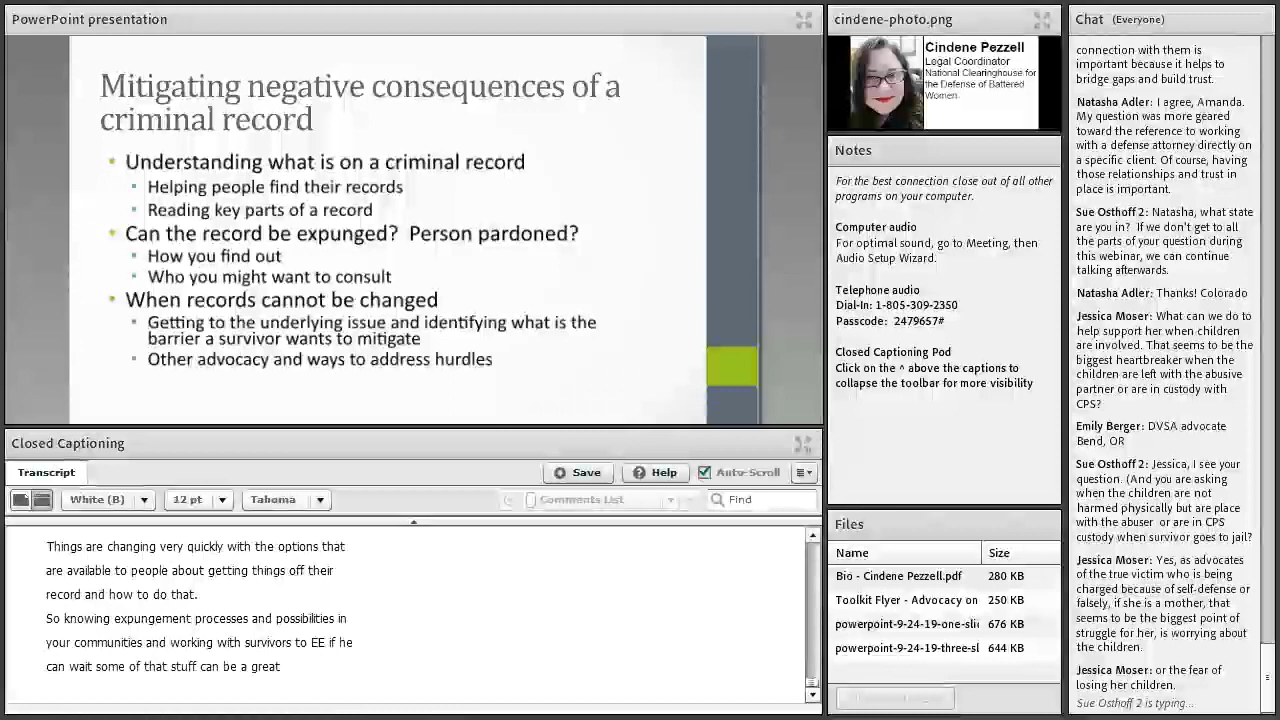 PowerPoint presentation
Mitigating negative consequences of a
criminal record
Understanding what is on a criminal record
Helping people find their records
Reading key parts of a record
Can the record be expunged? Person pardoned?
How you find out
Who you might want to consult
When records cannot be changed
Getting to the underlying issue and identifying what is the
barrier a survivor wants to mitigate
Other advocacy and ways to address hurdles
Closed Captioning
Transcript
Save
Help
Auto-Scroll
White (B)
12 pt
Tahoma
Comments List
Find
Things are changing very quickly with the options that
are available to people about getting things off their
record and how to do that.
So knowing expungement processes and possibilities in
your communities and working with survivors to EE if he
can wait some of that stuff can be a great
cindene-photo.png
Cindene Pezzell
Legal Coordinator
National Clearinghouse for
the Defense of Battered
Women
Notes
For the best connection close out of all other
programs on your computer.
Computer audio
For optimal sound, go to Meeting, then
Audio Setup Wizard.
Telephone audio
Dial-In: 1-805-309-2350
Passcode: 2479657#
Closed Captioning Pod
Click on the ^ above the captions to
collapse the toolbar for more visibility
Files
Name Size
Bio - Cindene Pezzell.pdf 280 KB
Toolkit Flyer - Advocacy on 250 KB
powerpoint-9-24-19-one-sli 676 KB
powerpoint-9-24-19-three-sl 644 KB
Chat (Everyone)
connection with them is
important because it helps to
bridge gaps and build trust.
Natasha Adler: I agree, Amanda.
My question was more geared
toward the reference to working
with a defense attorney directly on
a specific client. Of course, having
those relationships and trust in
place is important.
Sue Osthoff 2: Natasha, what state
are you in? If we don't get to all
the parts of your question during
this webinar, we can continue
talking afterwards.
Natasha Adler: Thanks! Colorado
Jessica Moser: What can we do to
help support her when children
are involved. That seems to be the
biggest heartbreaker when the
children are left with the abusive
partner or are in custody with
CPS?
Emily Berger: DVSA advocate
Bend, OR
Sue Osthoff 2: Jessica, I see your
question. (And you are asking
when the children are not
harmed physically but are place
with the abuser or are in CPS
custody when survivor goes to jail?
Jessica Moser: Yes, as advocates
of the true victim who is being
charged because of self-defense or
falsely, if she is a mother, that
seems to be the biggest point of
struggle for her, is worrying about
the children.
Jessica Moser: or the fear of
losing her children.
Sue Osthoff 2 is typing...